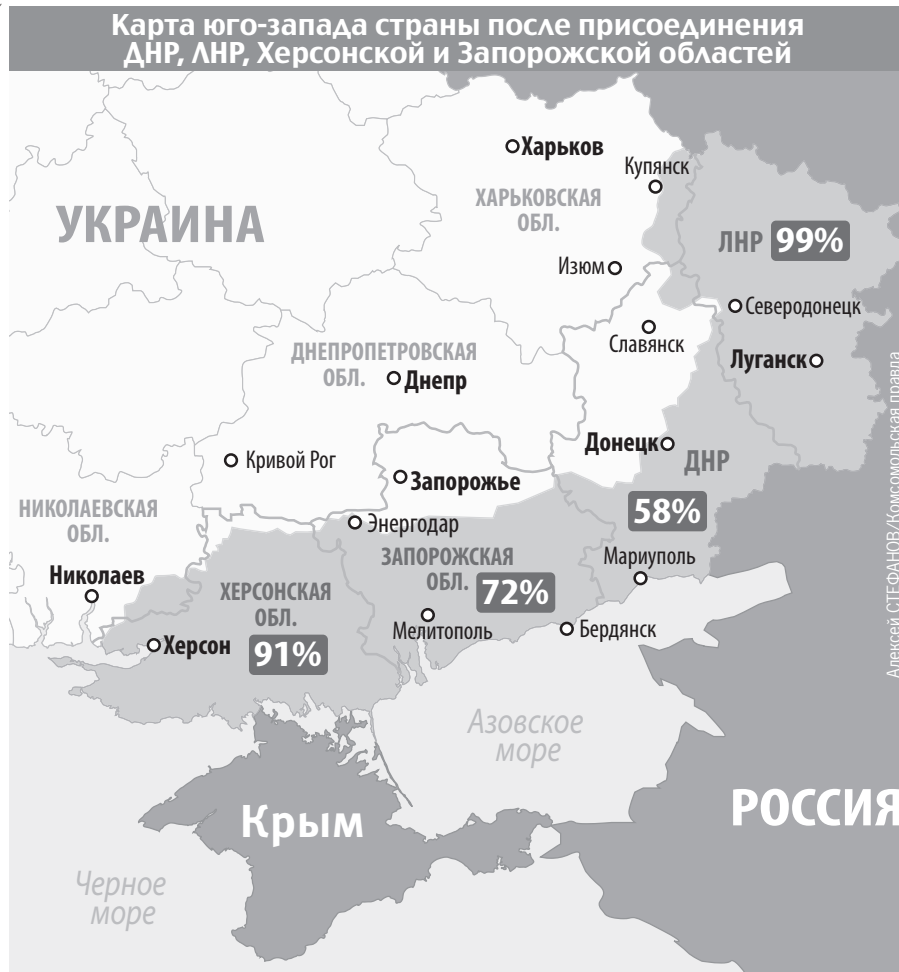 Карта юго-запада страны после присоединения
ДНР, ЛНР, Херсонской и Запорожской областей
Харьков
Купянск
ХАРЬКОВСКАЯ
ОБЛ.
УКРАИНА
ЛНР 99%
Изюм
Северодонецк
Славянск
ДНЕПРОПЕТРОВСКАЯ
ОБЛ.
Днепр
Луганск
Донецк
ДНР
58%
Кривой Рог
Запорожье
НИКОЛАЕВСКАЯ
ОБЛ.
Энергодар
Николаев
ЗАПОРОЖСКАЯ
ОБЛ.
72%
Мариуполь
ХЕРСОНСКАЯ
ОБЛ.
91%
Мелитополь
Бердянск
Херсон
Азовское
море
РОССИЯ
Крым
Черное
море
Алексей СТЕФАНОВ/Комсомольская правда